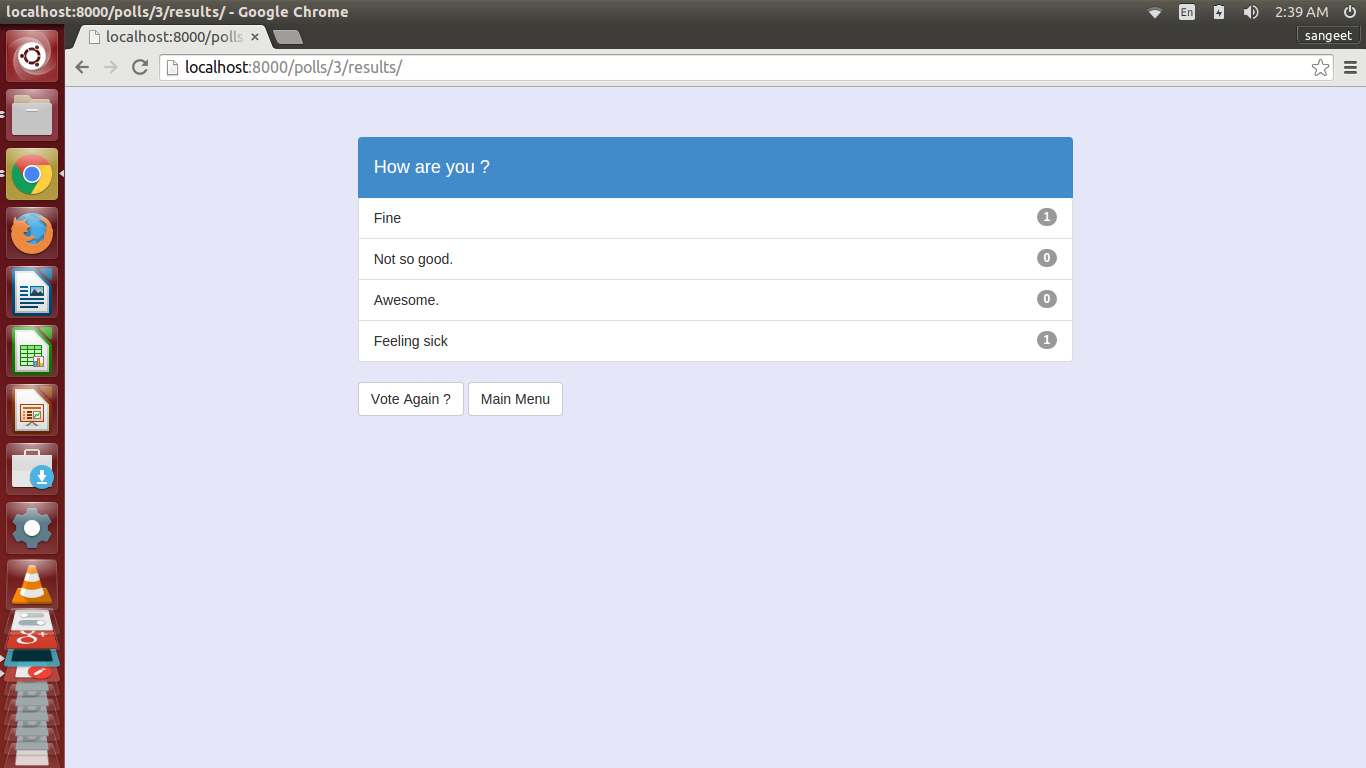 localhost:8000/polls/3/results/ - Google Chrome
En
2:39 AM
localhost:8000/polls
sangeet
localhost:8000/polls/3/results/
How are you ?
Fine 1
Not so good. 0
Awesome. 0
Feeling sick 1
Vote Again ? Main Menu
g+